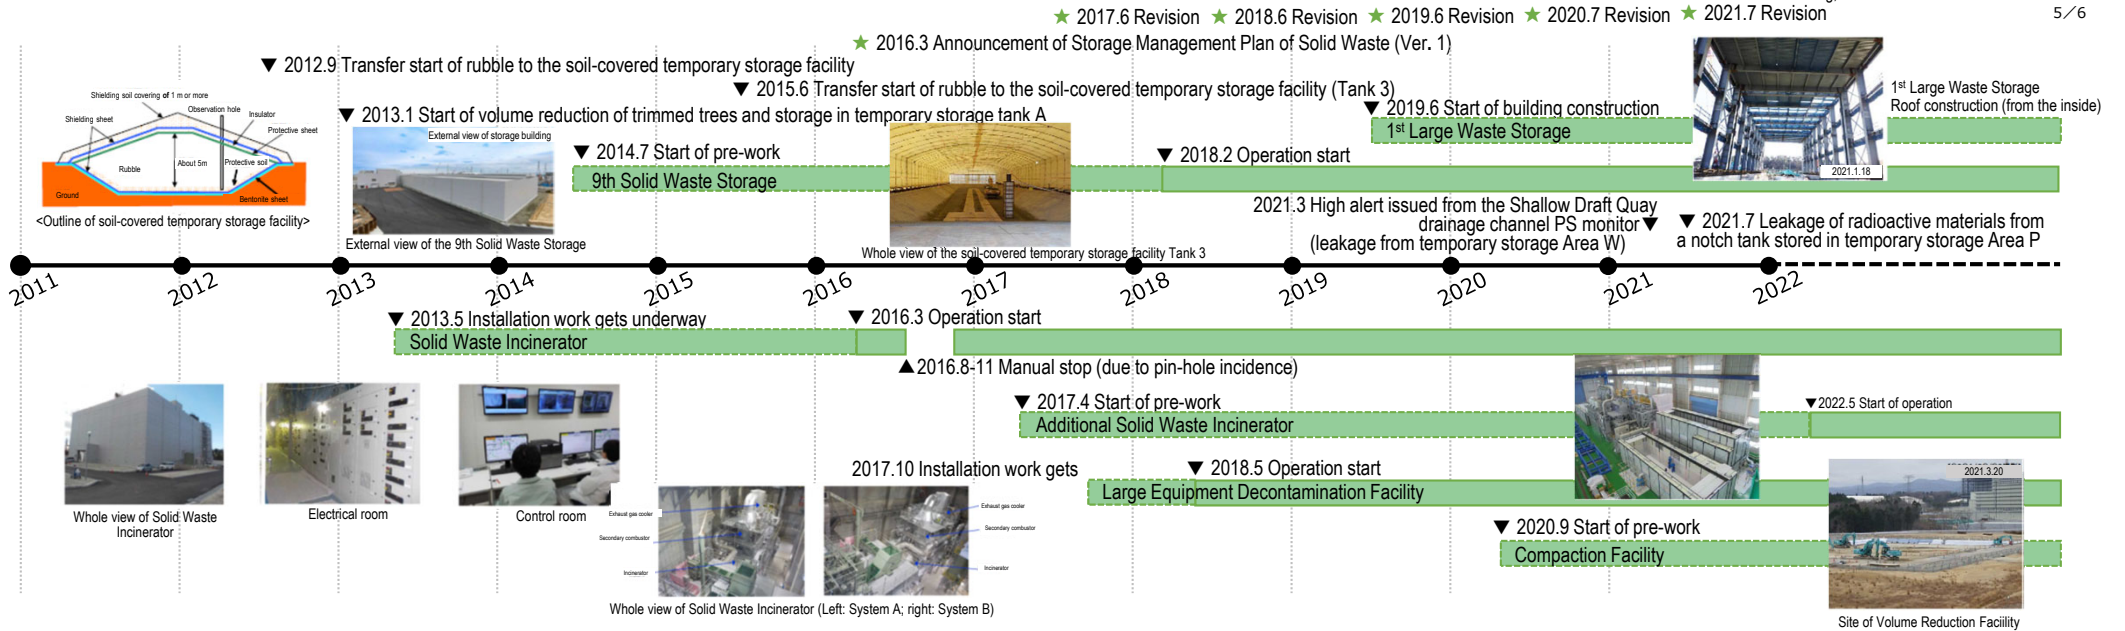 ★ 2017.6 Revision ★ 2018.6 Revision ★ 2019.6 Revision ★ 2020.7 Revision ★ 2021.7 Revision
5/6
★ 2016.3 Announcement of Storage Management Plan of Solid Waste (Ver. 1)
▼ 2012.9 Transfer start of rubble to the soil-covered temporary storage facility
▼ 2015.6 Transfer start of rubble to the soil-covered temporary storage facility (Tank 3)
▼ 2013.1 Start of volume reduction of trimmed trees and storage in temporary storage tank A
Shielding soil covering of 1 m or more
Observation hole
Shielding sheet
Insulator
Protective sheet
About 5m
Protective soil
Rubble
Ground
Bentonite sheet
<Outline of soil-covered temporary storage facility>
External view of storage building
External view of the 9th Solid Waste Storage
▼ 2014.7 Start of pre-work
9th Solid Waste Storage
▼ 2018.2 Operation start
Whole view of the soil-covered temporary storage facility Tank 3
▼ 2019.6 Start of building construction
1st Large Waste Storage
2021.1.18
1st Large Waste Storage
Roof construction (from the inside)
2021.3 High alert issued from the Shallow Draft Quay
drainage channel PS monitor ▼
(leakage from temporary storage Area W)
▼ 2021.7 Leakage of radioactive materials from
a notch tank stored in temporary storage Area P
2011 2012 2013 2014 2015 2016 2017 2018 2019 2020 2021 2022
▼ 2013.5 Installation work gets underway
Solid Waste Incinerator
▼ 2016.3 Operation start
▲ 2016.8-11 Manual stop (due to pin-hole incidence)
▼ 2017.4 Start of pre-work
Additional Solid Waste Incinerator
▼ 2022.5 Start of operation
2017.10 Installation work gets
▼ 2018.5 Operation start
Large Equipment Decontamination Facility
▼ 2020.9 Start of pre-work
Compaction Facility
2021.3.20
Site of Volume Reduction Faciility
Whole view of Solid Waste
Incinerator
Electrical room
Control room
Exhaust gas cooler
Secondary combustor
Incinerator
Exhaust gas cooler
Secondary combustor
Incinerator
Whole view of Solid Waste Incinerator (Left: System A; right: System B)